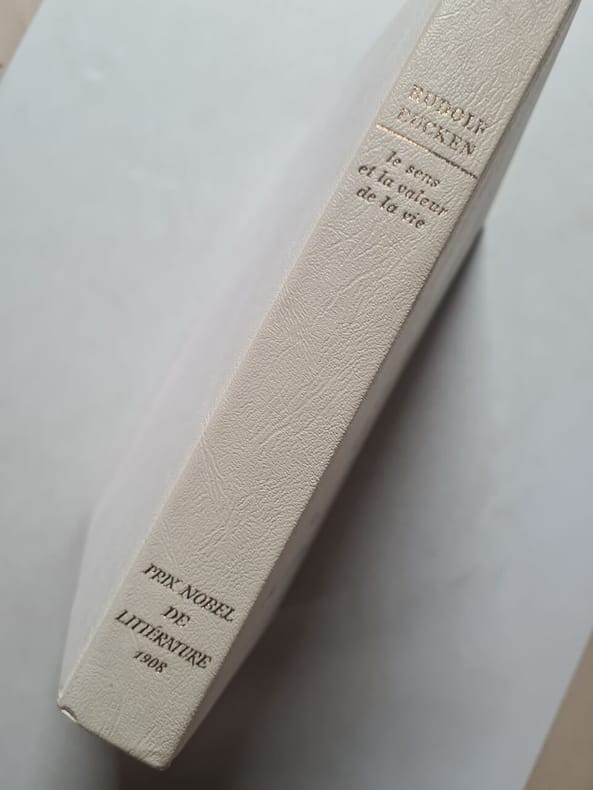 RUDOLF
EUCKEN
le sens
et la valeur
de la vie
PRIX NOBEL
DE
LITTÉRATURE
1908